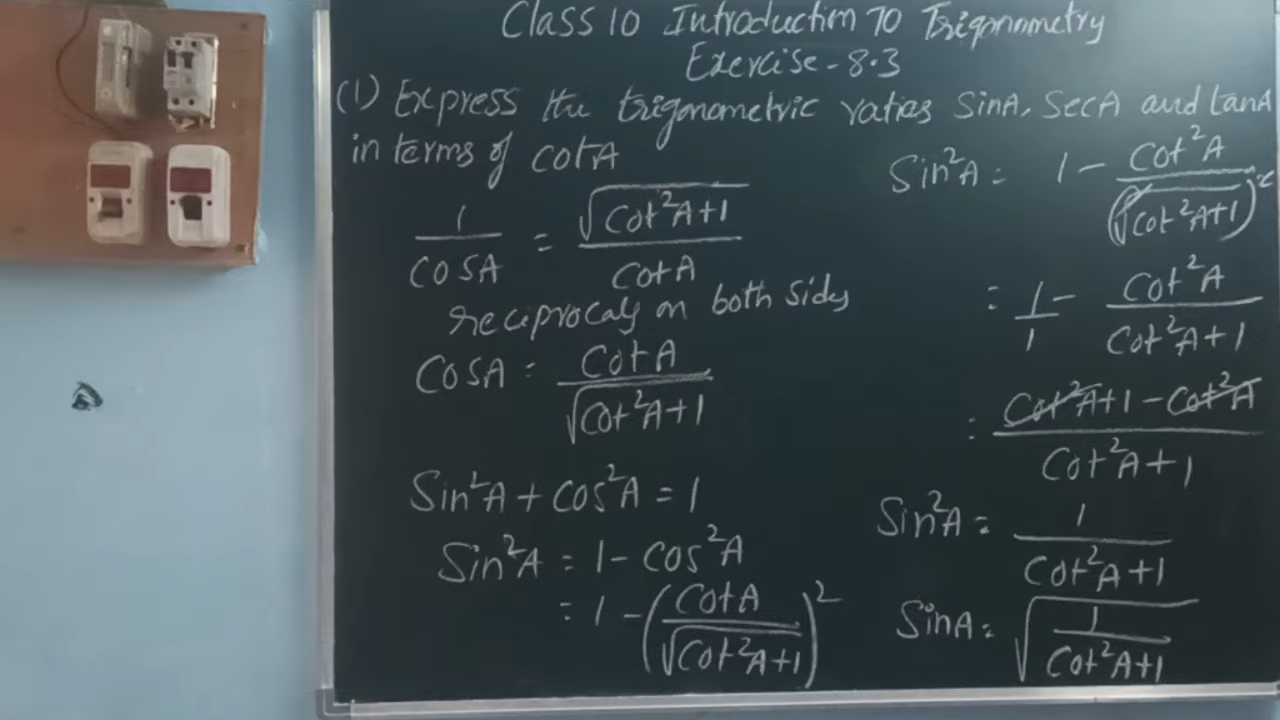 Class 10 Introduction To Trigonometry
Exercise-8.3
(1) Express the trigonometric ratios SinA, SecA and tanA
in terms of cotA
1/COSA = √(Cot²A+1)/CotA
reciprocals on both sides
COSA = CotA/√(Cot²A+1)
Sin²A + COS²A = 1
Sin²A = 1 - COS²A
= 1 - (CotA/√(Cot²A+1))²
Sin²A = 1 - Cot²A/(√(Cot²A+1))²
= 1/1 - Cot²A/(Cot²A+1)
= (Cot²A+1-Cot²A)/(Cot²A+1)
Sin²A = 1/(Cot²A+1)
SinA = √(1/(Cot²A+1))